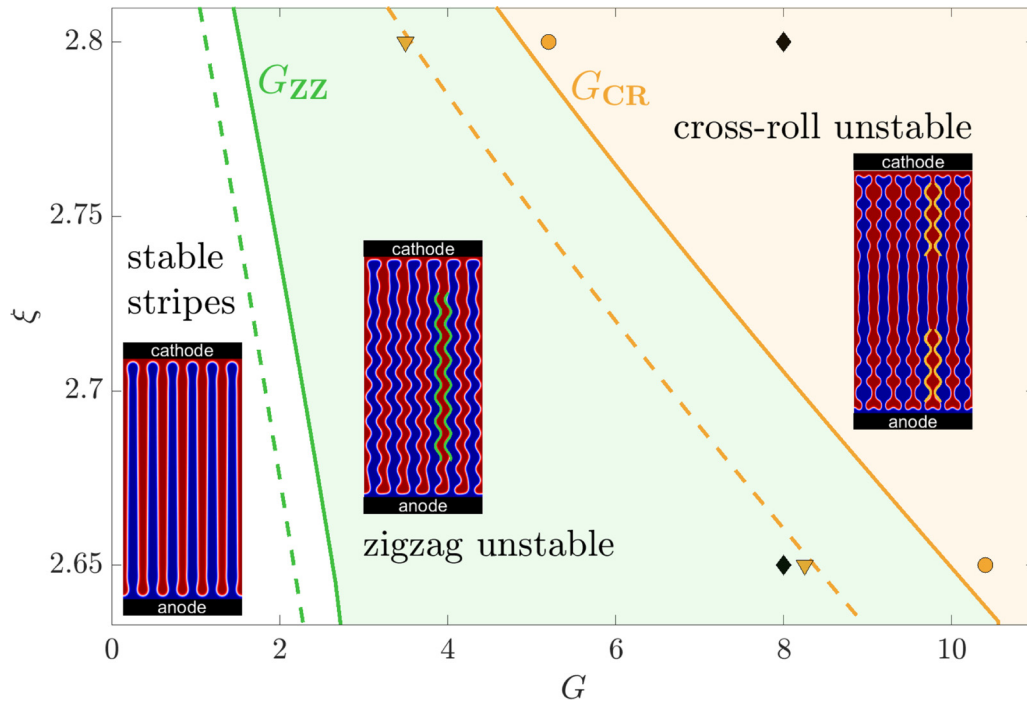 2.8
2.75
2.7
2.65
ξ
0
2
4
6
8
10
G
G_ZZ
G_CR
stable
stripes
cathode
anode
cathode
anode
zigzag unstable
cross-roll unstable
cathode
anode